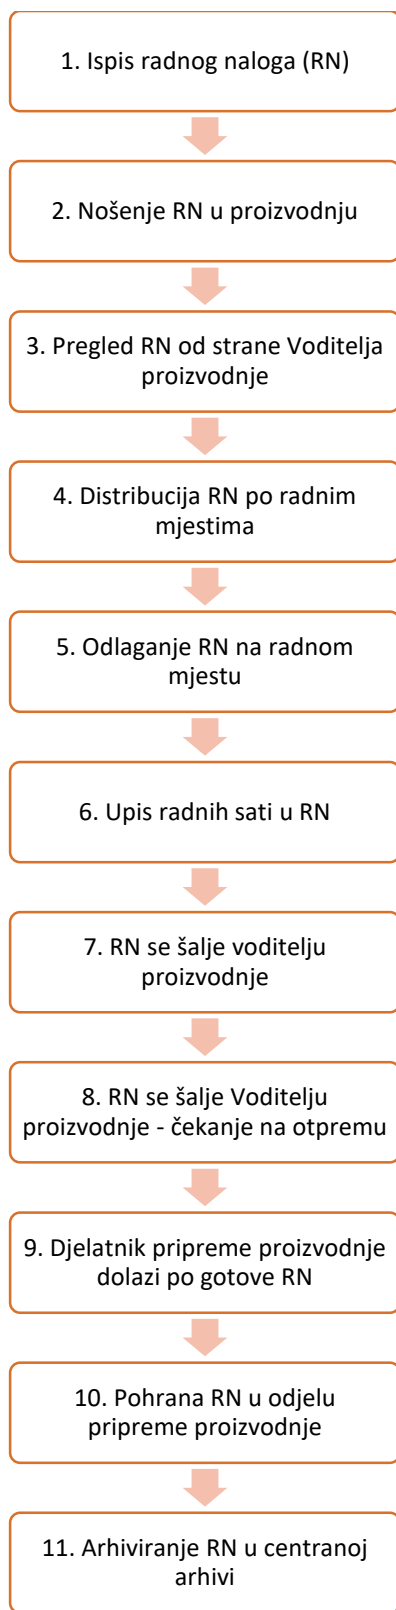 1. Ispis radnog naloga (RN)
2. Nošenje RN u proizvodnju
3. Pregled RN od strane Voditelja
proizvodnje
4. Distribucija RN po radnim
mjestima
5. Odlaganje RN na radnom
mjestu
6. Upis radnih sati u RN
7. RN se šalje voditelju
proizvodnje
8. RN se šalje Voditelju
proizvodnje - čekanje na otpremu
9. Djelatnik pripreme proizvodnje
dolazi po gotove RN
10. Pohrana RN u odjelu
pripreme proizvodnje
11. Arhiviranje RN u centranoj
arhivi